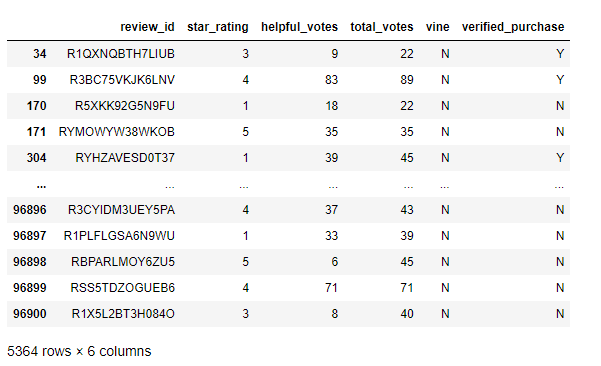 review_id star_rating helpful_votes total_votes vine verified_purchase
34 R1QXNQBTH7LIUB 3 9 22 N Y
99 R3BC75VKJK6LNV 4 83 89 N Y
170 R5XKK92G5N9FU 1 18 22 N N
171 RYMOWYW38WKOB 5 35 35 N N
304 RYHZAVESD0T37 1 39 45 N Y
... ... ... ... ... ... ...
96896 R3CYIDM3UEY5PA 4 37 43 N N
96897 R1PLFLGSA6N9WU 1 33 39 N N
96898 RBPARLMOY6ZU5 5 6 45 N N
96899 RSS5TDZOGUEB6 4 71 71 N N
96900 R1X5L2BT3H084O 3 8 40 N N
5364 rows × 6 columns